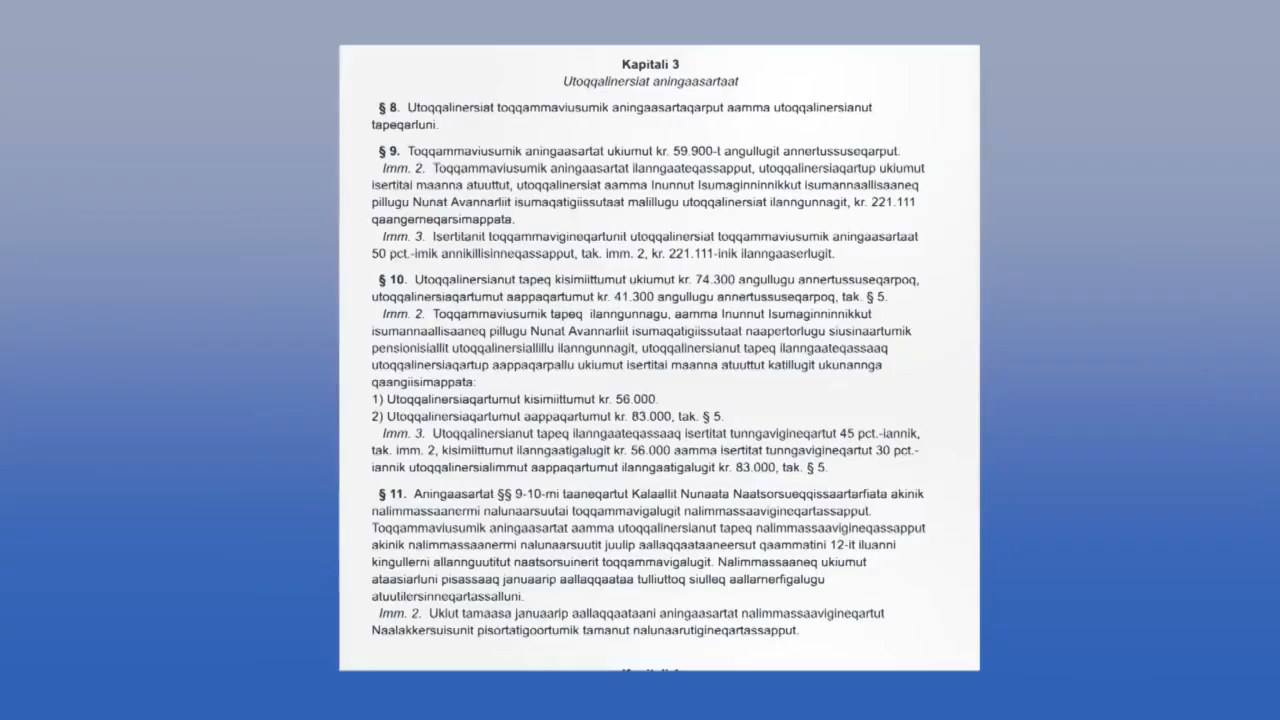 Kapitali 3
Utoqqalinersiat aningaasartaat
§ 8. Utoqqalinersiat toqqammaviusumik aningaasartaqarput aamma utoqqalinersianut
tapeqarluni.
§ 9. Toqqammaviusumik aningaasartat ukiumut kr. 59.900-t angullugit annertussuseqarput.
Imm. 2. Toqqammaviusumik aningaasartat ilanngaateqassapput, utoqqalinersiaqartup ukiumut
isertitai maanna atuuttut, utoqqalinersiat aamma Inunnut Isumaginninnikkut isumannaallisaaneq
pillugu Nunat Avannarliit isumaqatigiissutaat malillugu utoqqalinersiat ilanngunnagit, kr. 221.111
qaangerneqarsimappata.
Imm. 3. Isertitanit toqqammavigineqartunit utoqqalinersiat toqqammaviusumik aningaasartaat
50 pct.-imik annikillisinneqassapput, tak. imm. 2, kr. 221.111-inik ilanngaaserlugit.
§ 10. Utoqqalinersianut tapeq kisimiittumut ukiumut kr. 74.300 angullugu annertussuseqarpoq,
utoqqalinersiaqartumut aappaqartumut kr. 41.300 angullugu annertussuseqarpoq, tak. § 5.
Imm. 2. Toqqammaviusumik tapeq ilanngunnagu, aamma Inunnut Isumaginninnikkut
isumannaallisaaneq pillugu Nunat Avannarliit isumaqatigiissutaat naapertorlugu siusinaartumik
pensionisiallit utoqqalinersiallillu ilanngunnagit, utoqqalinersianut tapeq ilanngaateqassaaq
utoqqalinersiaqartup aappaqarpallu ukiumut isertitai maanna atuuttut katillugit ukunannga
qaangiisimappata:
1) Utoqqalinersiaqartumut kisimiittumut kr. 56.000.
2) Utoqqalinersiaqartumut aappaqartumut kr. 83.000, tak. § 5.
Imm. 3. Utoqqalinersianut tapeq ilanngaateqassaaq isertitat tunngavigineqartut 45 pct.-iannik,
tak. imm. 2, kisimiittumut ilanngaatigalugit kr. 56.000 aamma isertitat tunngavigineqartut 30 pct.-
iannik utoqqalinersialimmut aappaqartumut ilanngaatigalugit kr. 83.000, tak. § 5.
§ 11. Aningaasartat §§ 9-10-mi taaneqartut Kalaallit Nunaata Naatsorsueqqissaartarfiata akinik
nalimmassaanermi nalunaarsuutai toqqammavigalugit nalimmassaavigineqartassapput.
Toqqammaviusumik aningaasartat aamma utoqqalinersianut tapeq nalimmassaavigineqassapput
akinik nalimmassaanermi nalunaarsuutit juulip aallaqqaataaneersut qaammatini 12-it iluanni
kingullerni allannguutitut naatsorsuinerit toqqammavigalugit. Nalimmassaaneq ukiumut
ataasiarluni pisassaaq januaarip aallaqqaataa tulliuttoq siulleq aallarnerfigalugu
atuutilersinneqartassalluni.
Imm. 2. Ukiut tamaasa januaarip aallaqqaataani aningaasartat nalimmassaavigineqartut
Naalakkersuisunit pisortatigoortumik tamanut nalunaarutigineqartassapput.